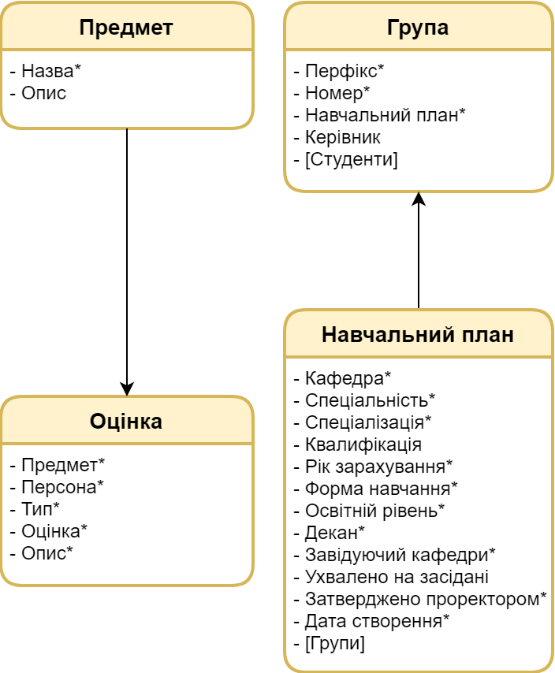 Предмет
- Назва*
- Опис
Група
- Перфікс*
- Номер*
- Навчальний план*
- Керівник
- [Студенти]
Оцінка
- Предмет*
- Персона*
- Тип*
- Оцінка*
- Опис*
Навчальний план
- Кафедра*
- Спеціальність*
- Спеціалізація*
- Квалифікація
- Рік зарахування*
- Форма навчання*
- Освітній рівень*
- Декан*
- Завідуючий кафедри*
- Ухвалено на засідані
- Затверджено проректором*
- Дата створення*
- [Групи]